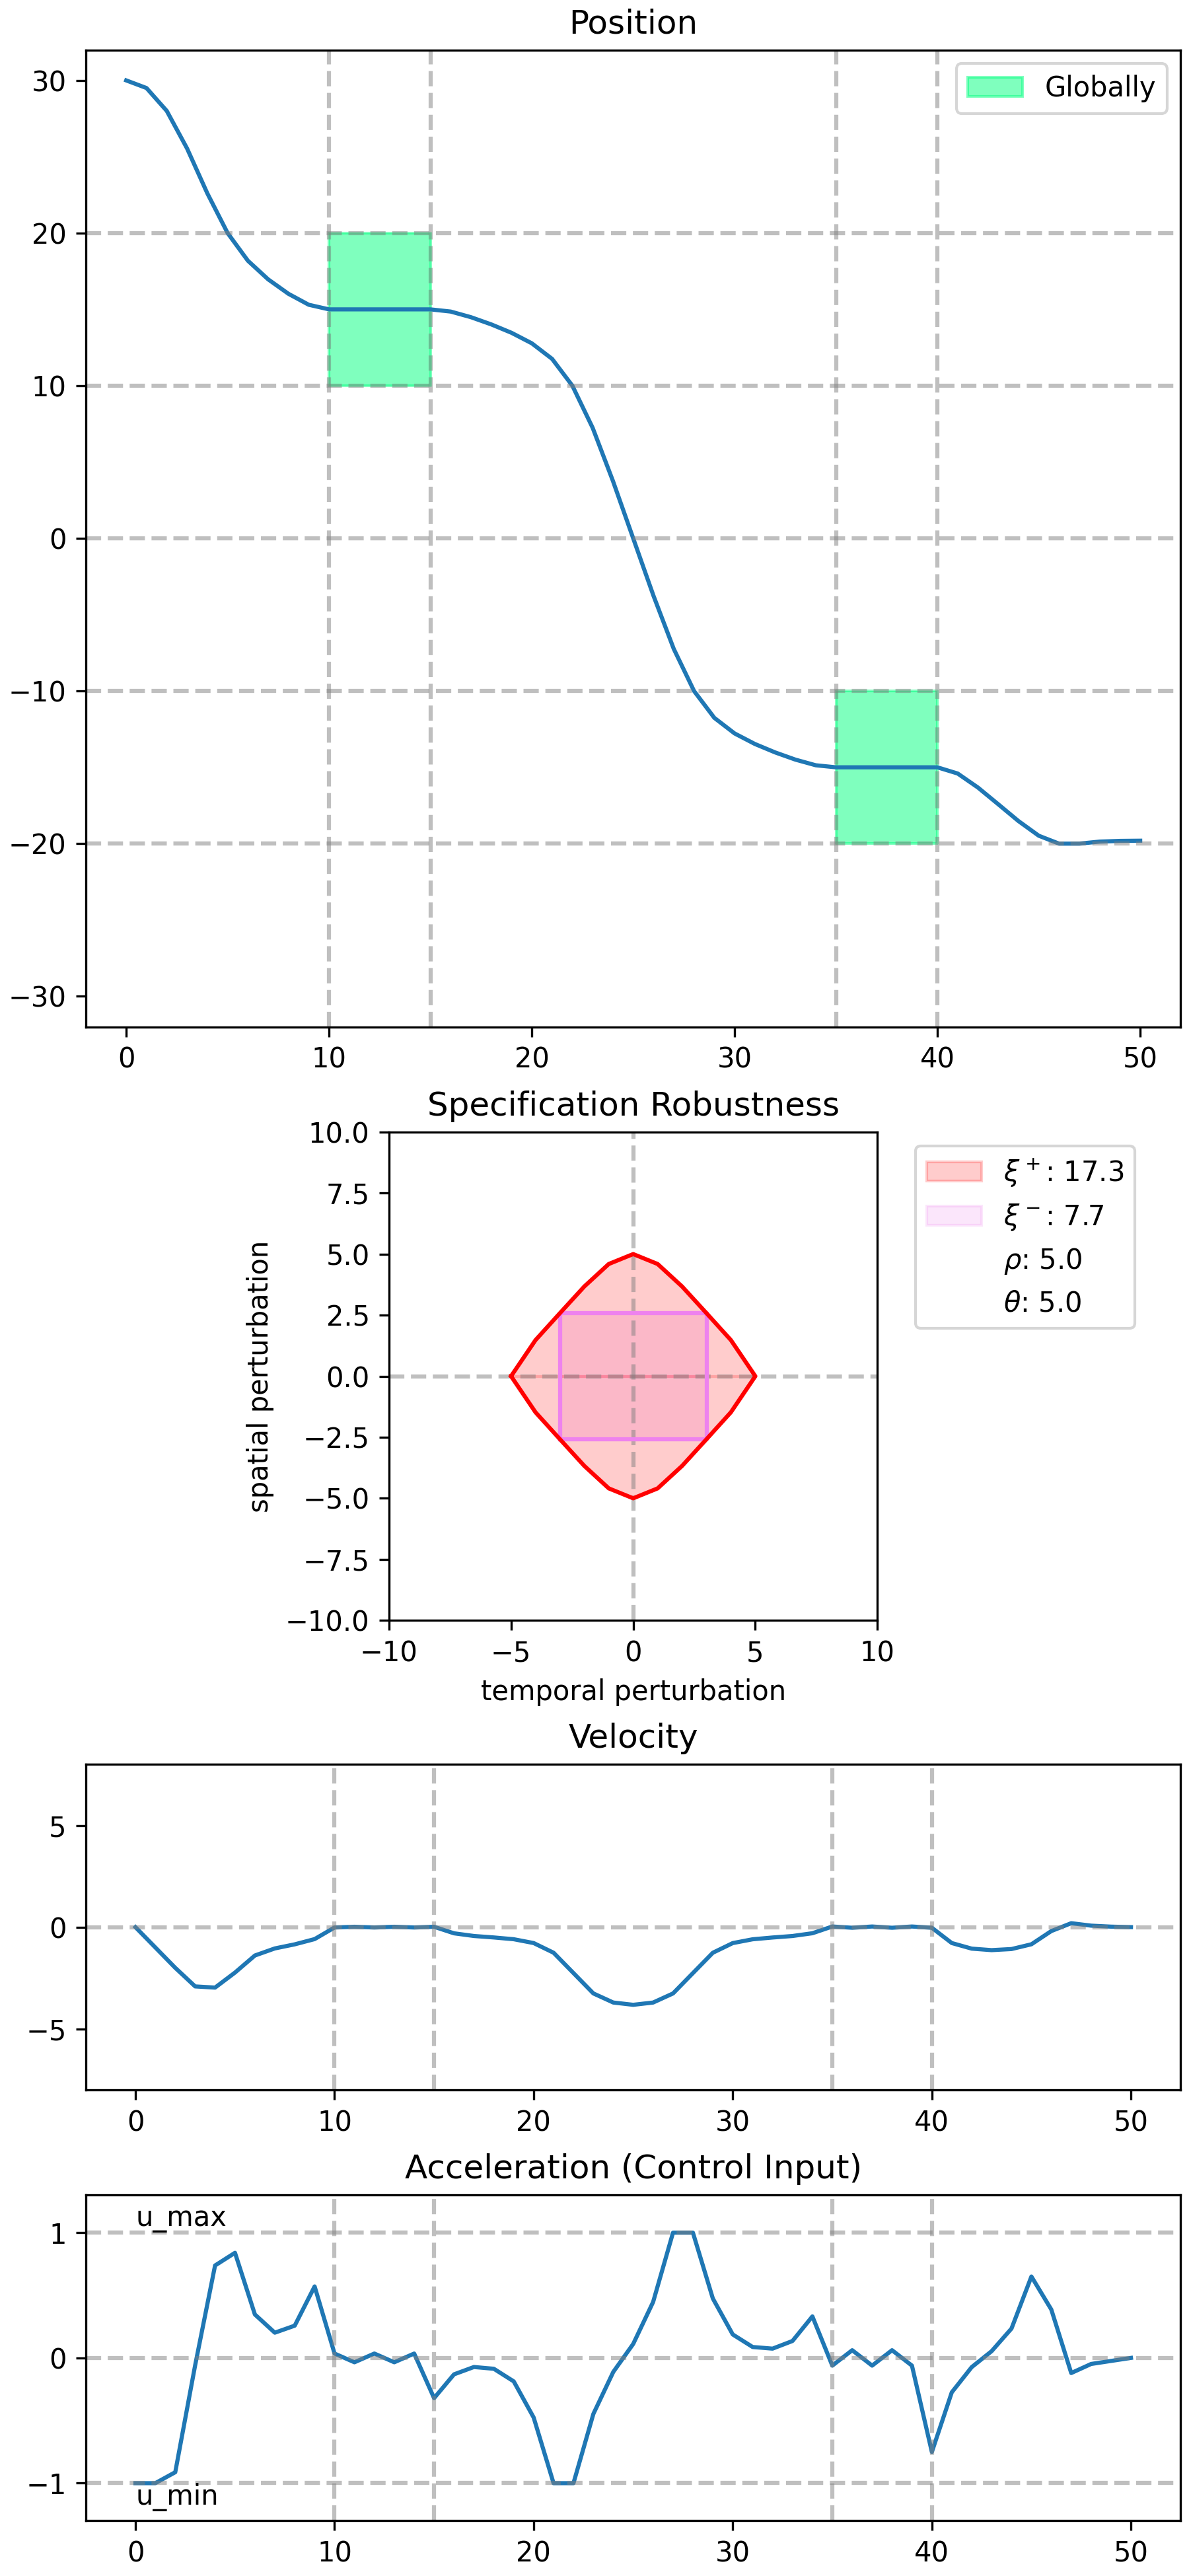 Position
Globally
30
20
10
0
−10
−20
−30
0 10 20 30 40 50
Specification Robustness
ξ⁺: 17.3
ξ⁻: 7.7
ρ: 5.0
θ: 5.0
spatial perturbation
10.0
7.5
5.0
2.5
0.0
−2.5
−5.0
−7.5
−10.0
−10 −5 0 5 10
temporal perturbation
Velocity
5
0
−5
0 10 20 30 40 50
Acceleration (Control Input)
u_max
1
0
−1
u_min
0 10 20 30 40 50